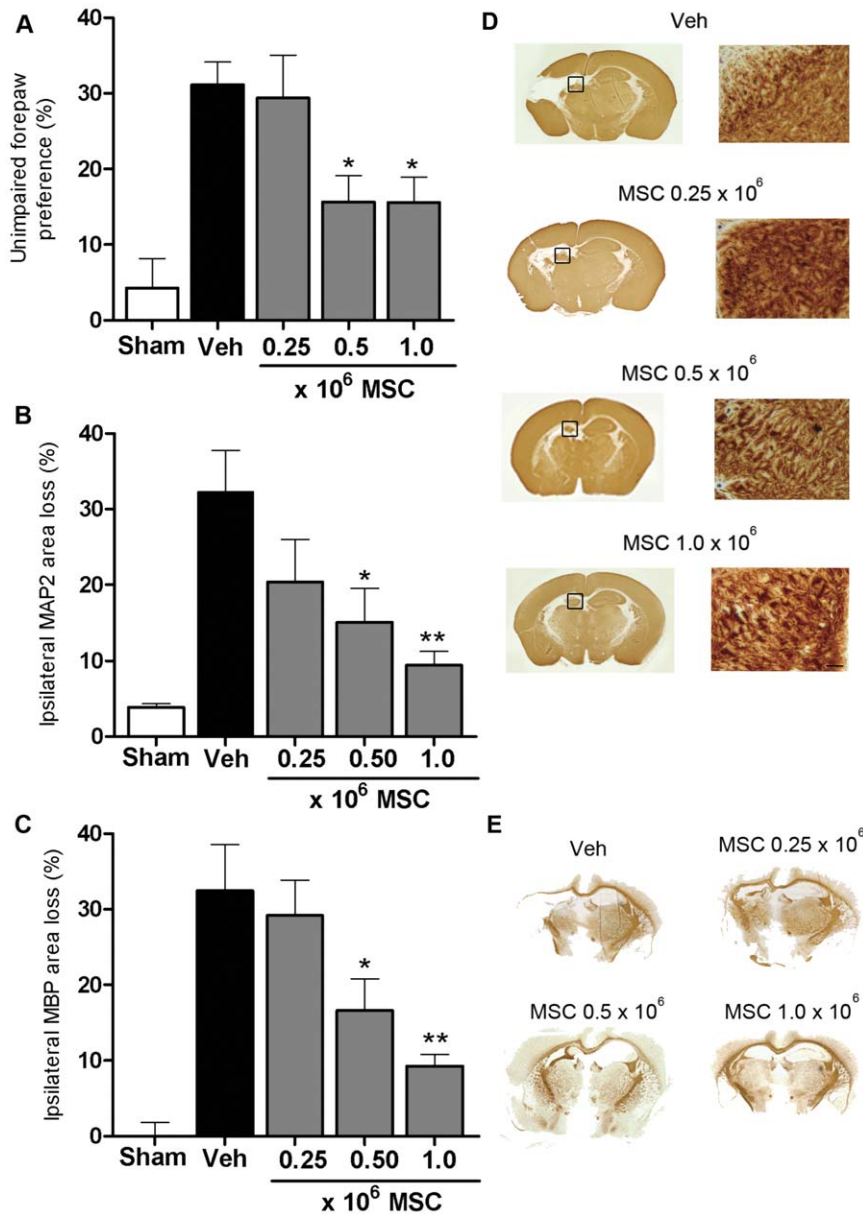 A
Unimpaired forepaw
preference (%)
40
30
20
10
0
* *
Sham Veh 0.25 0.5 1.0
x 10⁶ MSC
B
Ipsilateral MAP2 area loss (%)
40
30
20
10
0
* **
Sham Veh 0.25 0.50 1.0
x 10⁶ MSC
C
Ipsilateral MBP area loss (%)
40
30
20
10
0
* **
Sham Veh 0.25 0.50 1.0
x 10⁶ MSC
D
Veh
MSC 0.25 x 10⁶
MSC 0.5 x 10⁶
MSC 1.0 x 10⁶
E
Veh MSC 0.25 x 10⁶
MSC 0.5 x 10⁶ MSC 1.0 x 10⁶